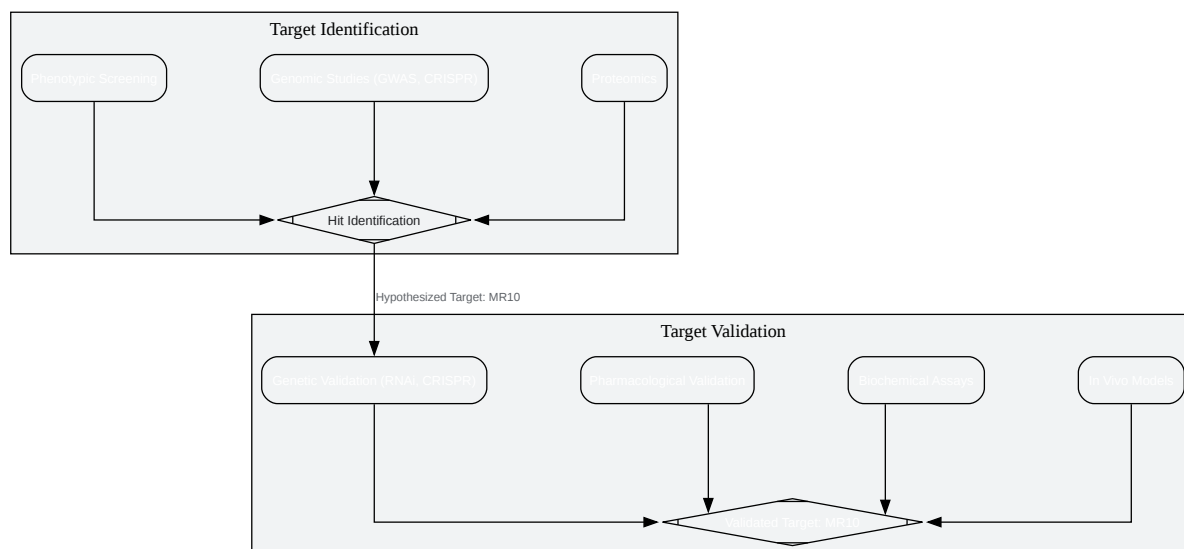 Target Identification
Phenotypic Screening
Genomic Studies (GWAS, CRISPR)
Proteomics
Hit Identification
Hypothesized Target: MR10
Target Validation
Genetic Validation (RNAi, CRISPR)
Pharmacological Validation
Biochemical Assays
In Vivo Models
Validated Target: MR10